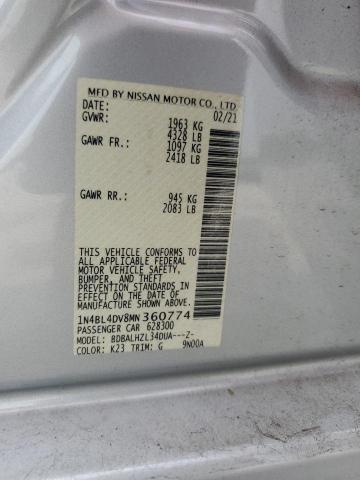 MFD BY NISSAN MOTOR CO., LTD
DATE: 02/21
GVWR: 1963 KG
4328 LB
GAWR FR.: 1097 KG
2418 LB
GAWR RR.: 945 KG
2083 LB
THIS VEHICLE CONFORMS TO
ALL APPLICABLE FEDERAL
MOTOR VEHICLE SAFETY,
BUMPER, AND THEFT
PREVENTION STANDARDS IN
EFFECT ON THE DATE OF
MANUFACTURE SHOWN ABOVE.
1N4BL4DV8MN360774
PASSENGER CAR 628300
MODEL: BDBALHZL34DUA---Z-
COLOR: K23 TRIM: G 9N00A